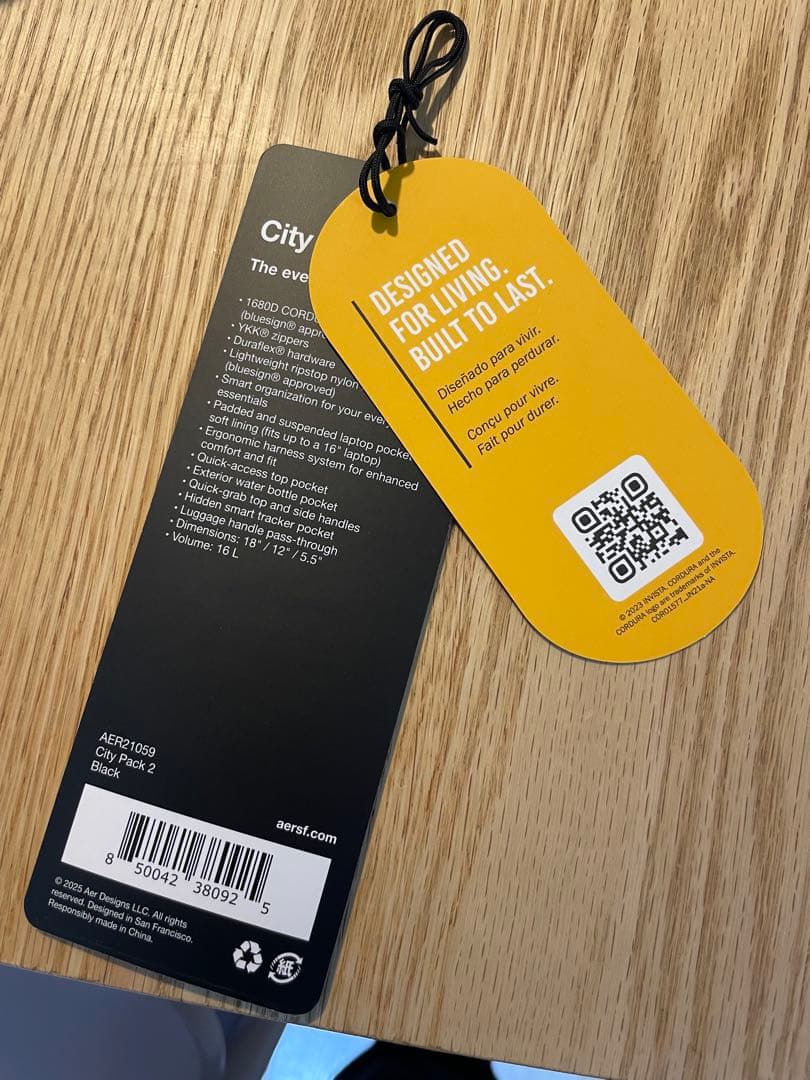 City
The eve
• 1680D CORD
(bluesign® appr
• YKK® zippers
• Duraflex® hardware
• Lightweight ripstop nylon
(bluesign® approved)
• Smart organization for your ever
essentials
• Padded and suspended laptop pocke
soft lining (fits up to a 16" laptop)
• Ergonomic harness system for enhanced
comfort and fit
• Quick-access top pocket
• Exterior water bottle pocket
• Quick-grab top and side handles
• Hidden smart tracker pocket
• Luggage handle pass-through
• Dimensions: 18" / 12" / 5.5"
• Volume: 16 L
AER21059
City Pack 2
Black
aersf.com
8 50042 38092 5
© 2025 Aer Designs LLC. All rights
reserved. Designed in San Francisco.
Responsibly made in China.
紙
DESIGNED
FOR LIVING.
BUILT TO LAST.
Diseñado para vivir.
Hecho para perdurar.
Conçu pour vivre.
Fait pour durer.
© 2023 INVISTA. CORDURA and the
CORDURA logo are trademarks of INVISTA.
COR01577_IN21a-NA